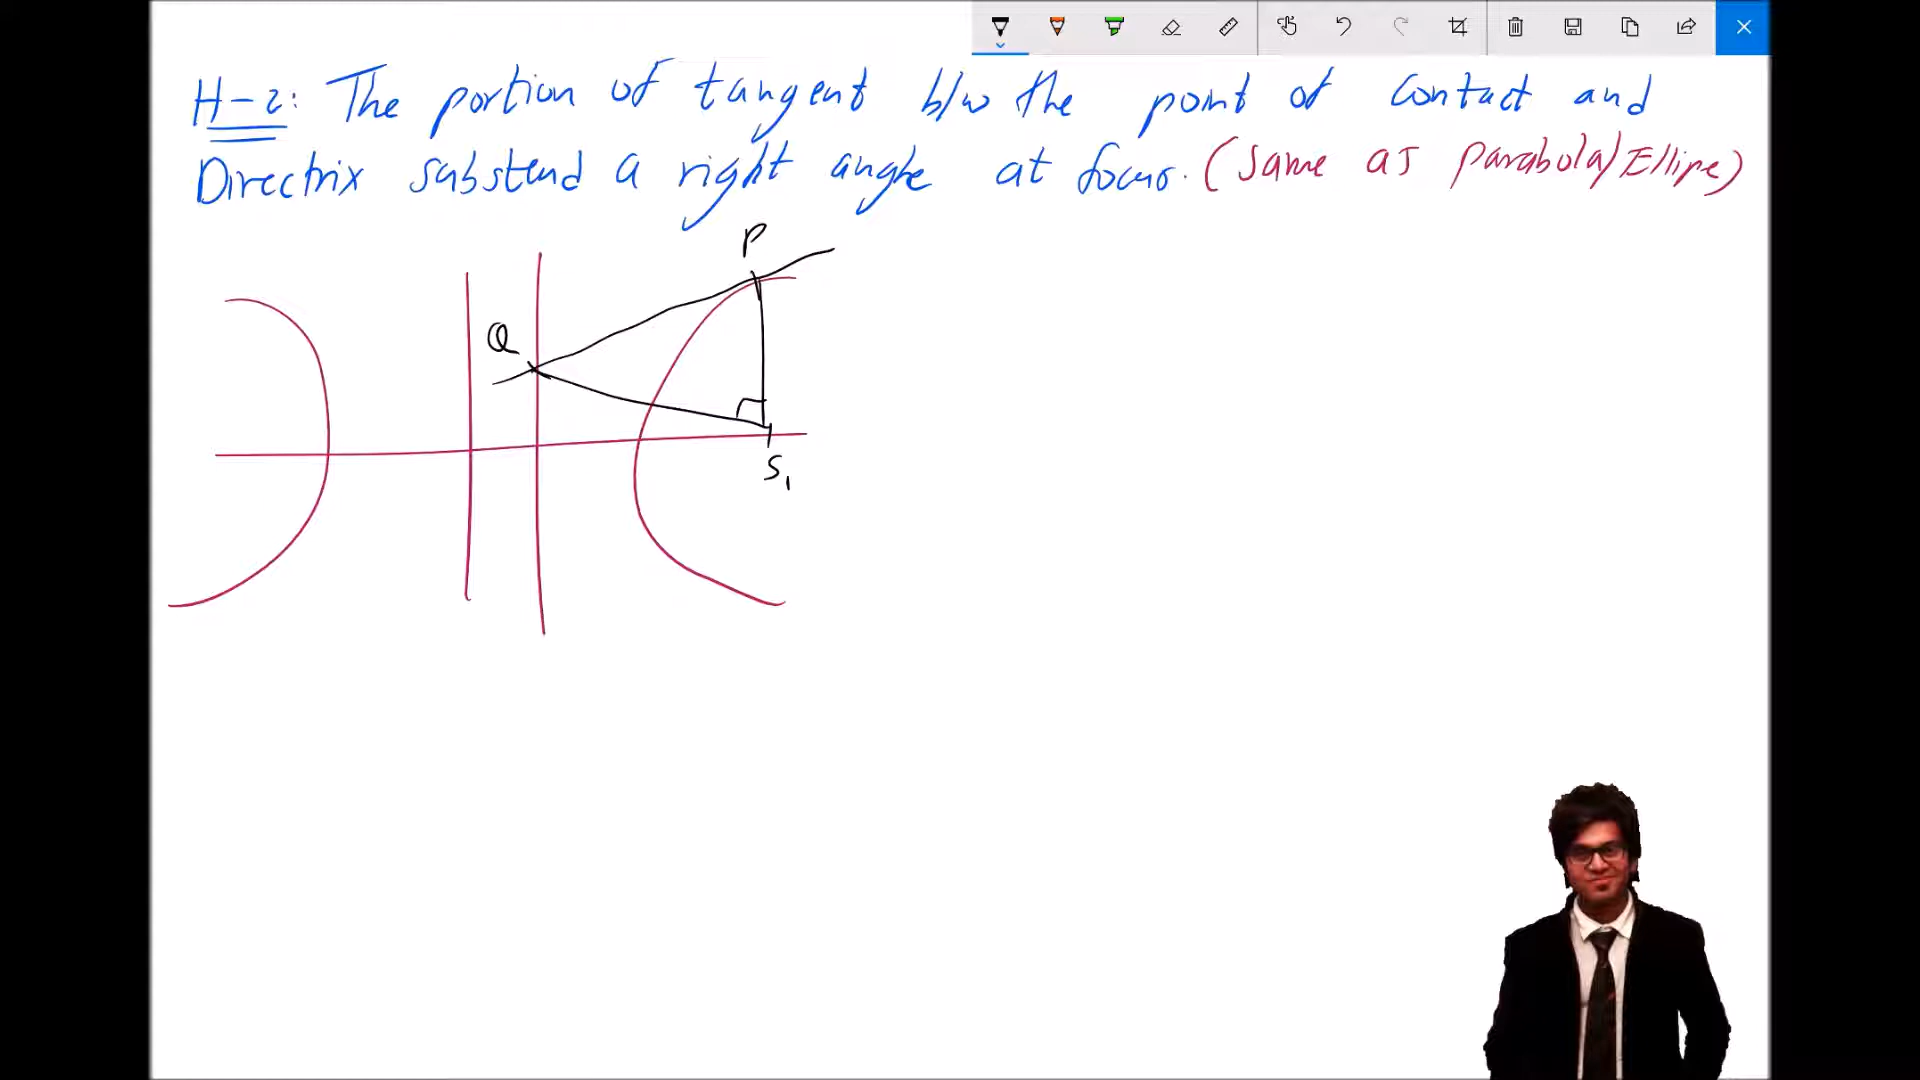 H-2: The portion of tangent b/w the point of contact and
Directrix substend a right angle at focus. (same as parabola/Ellipse)
P
Q
S₁